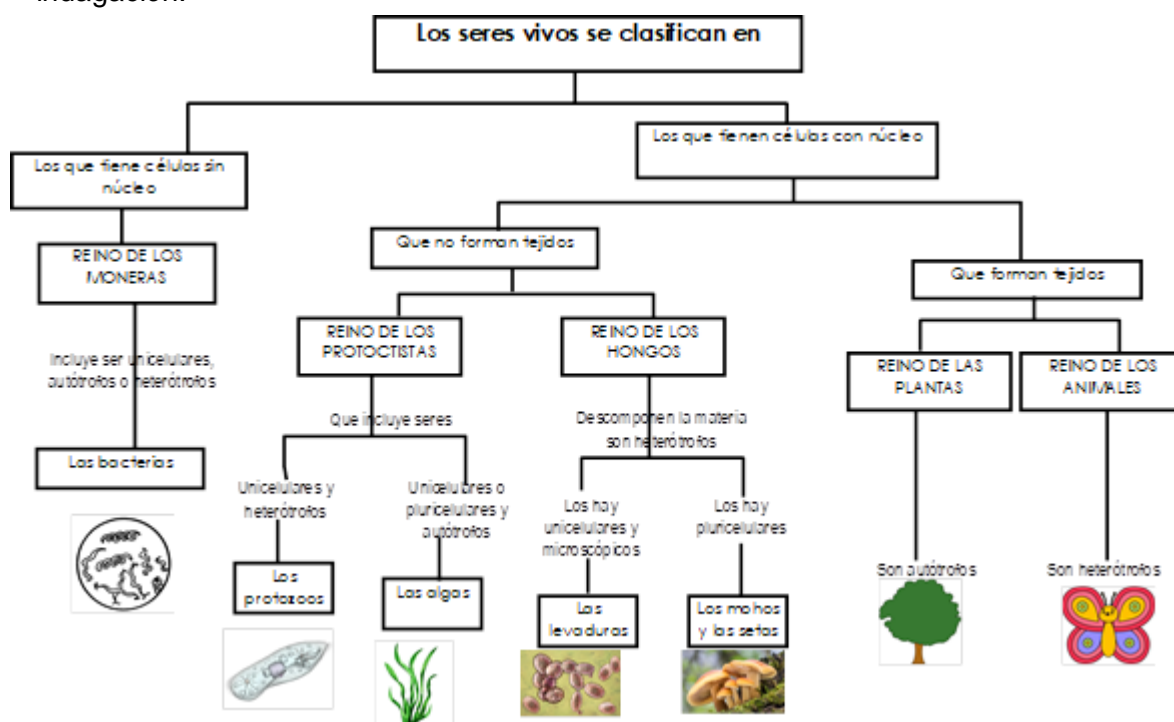 indagación.
Los seres vivos se clasifican en
Los que tienen células con núcleo
Los que tiene células sin
núcleo
Que no forman tejidos
REINO DE LOS
MONERAS
Que forman tejidos
REINO DE LOS
PROTOCTISTAS
REINO DE LOS
HONGOS
Incluye ser unicelulares,
autótrofos o heterótrofos
REINO DE LAS
PLANTAS
REINO DE LOS
ANIMALES
Que incluye seres
Descomponen la materia
son heterótrofos
Las bacterias
Unicelulares y
heterótrofos
Unicelulares o
pluricelulares y
autótrofos
Los hay
unicelulares y
microscópicos
Los hay
pluricelulares
Los
protozoos
Las algas
Las
levaduras
Los mohos
y las setas
Son autótrofos
Son heterótrofos